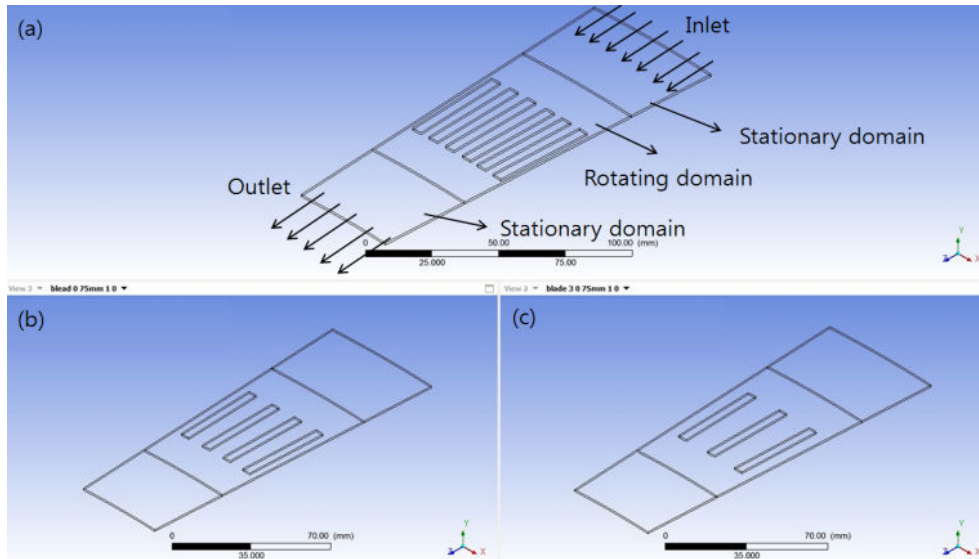 (a)
Inlet
Stationary domain
Rotating domain
Outlet
Stationary domain
0 50.00 100.00 (mm)
25.000 75.00
Y
Z X
View 3 blead 0 75mm 1 0
View 2 blade 3 0 75mm 1 0
(b)
(c)
0 70.00 (mm)
35.000
Y
Z X
0 70.00 (mm)
35.000
Y
Z X